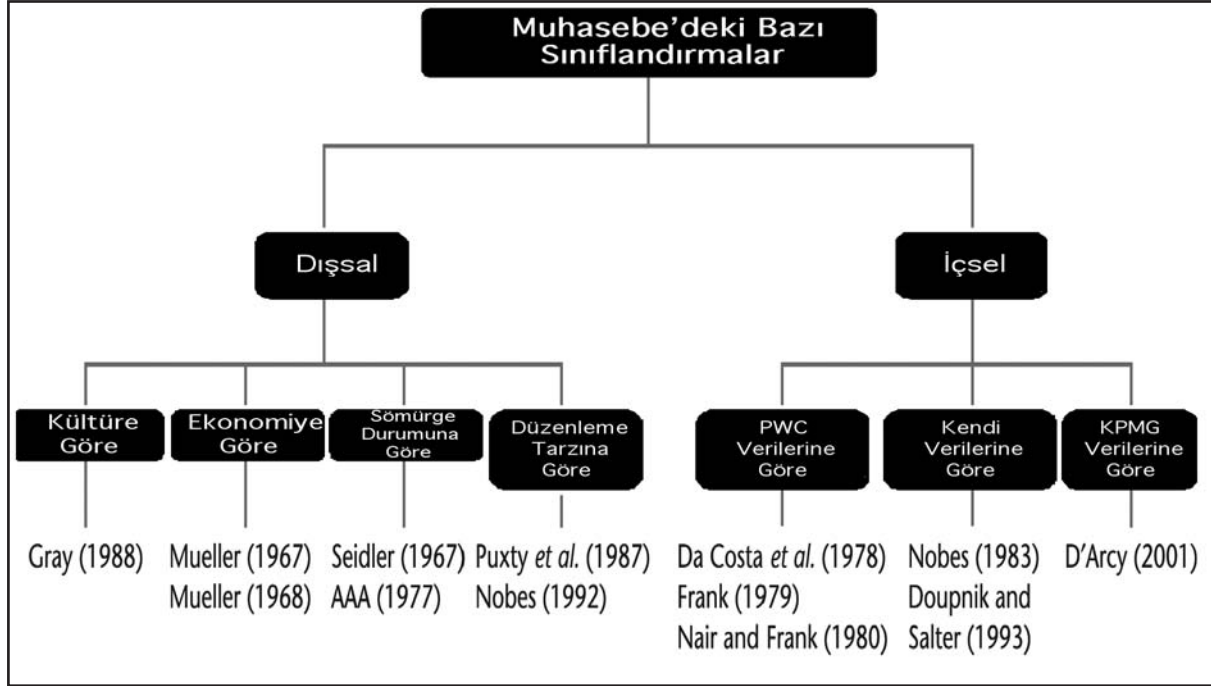 Muhasebe’deki Bazı
Sınıflandırmalar
Dışsal
İçsel
Kültüre
Göre
Ekonomiye
Göre
Sömürge
Durumuna
Göre
Düzenleme
Tarzına
Göre
PWC
Verilerine
Göre
Kendi
Verilerine
Göre
KPMG
Verilerine
Göre
Gray (1988)
Mueller (1967)
Mueller (1968)
Seidler (1967)
AAA (1977)
Puxty et al. (1987)
Nobes (1992)
Da Costa et al. (1978)
Frank (1979)
Nair and Frank (1980)
Nobes (1983)
Doupnik and
Salter (1993)
D’Arcy (2001)